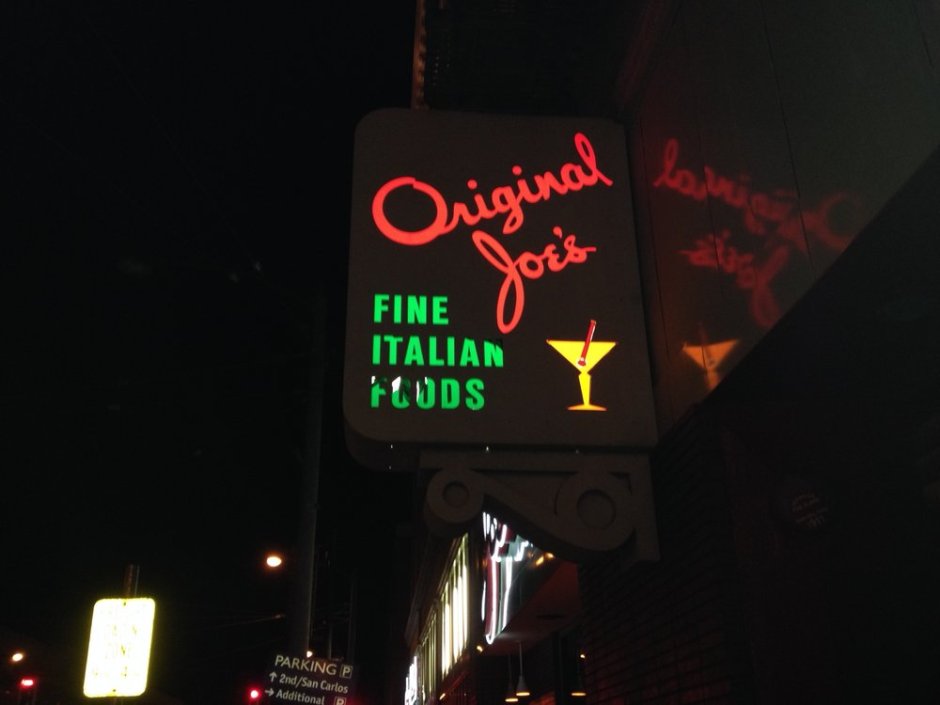 Original
Joe's
FINE
ITALIAN
FOODS
PARKING P
↑ 2nd/San Carlos
→ Additional P